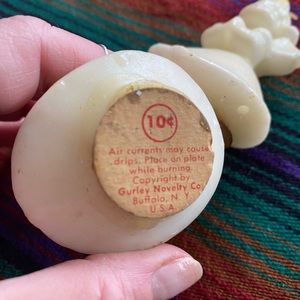 10¢
Air currents may cause
drips. Place on plate
while burning.
Copyright by
Gurley Novelty Co.
Buffalo, N. Y.
U. S. A.